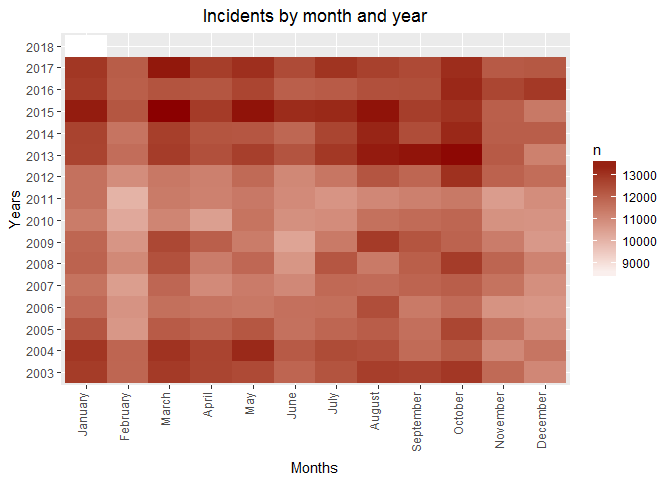 Incidents by month and year
2018
2017
2016
2015
2014
2013
2012
2011
2010
2009
2008
2007
2006
2005
2004
2003
Years
January
February
March
April
May
June
July
August
September
October
November
December
Months
n
13000
12000
11000
10000
9000